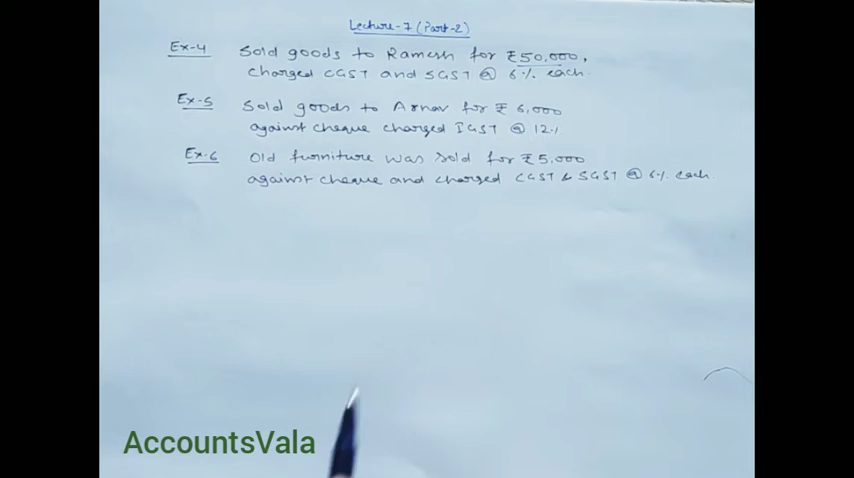 Lecture-7 (Part-2)
Ex-4 Sold goods to Ramesh for ₹50,000,
charged CGST and SGST @ 6% each.
Ex-5 Sold goods to Arnav for ₹ 6,000
against cheque charged IGST @ 12%
Ex-6 Old furniture was sold for ₹5,000
against cheque and charged CGST & SGST @ 6% each.
AccountsVala